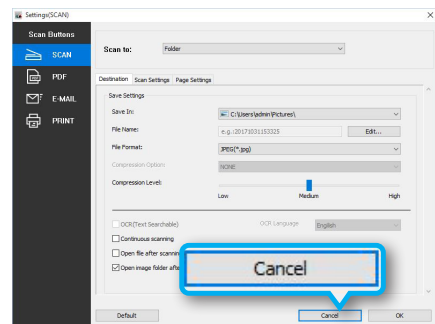 Settings(SCAN)
Scan Buttons
SCAN
PDF
E-MAIL
PRINT
Scan to:
Folder
Destination
Scan Settings
Page Settings
Save Settings
Save In:
C:\Users\admin\Pictures\
File Name:
e.g.:20171031153325
Edit...
File Format:
JPEG(*.jpg)
Compression Option:
NONE
Compression Level:
Low
Medium
High
OCR(Text Searchable)
OCR Language
English
Continuous scanning
Open file after scanning
Open image folder afte
Cancel
Default
Cancel
OK